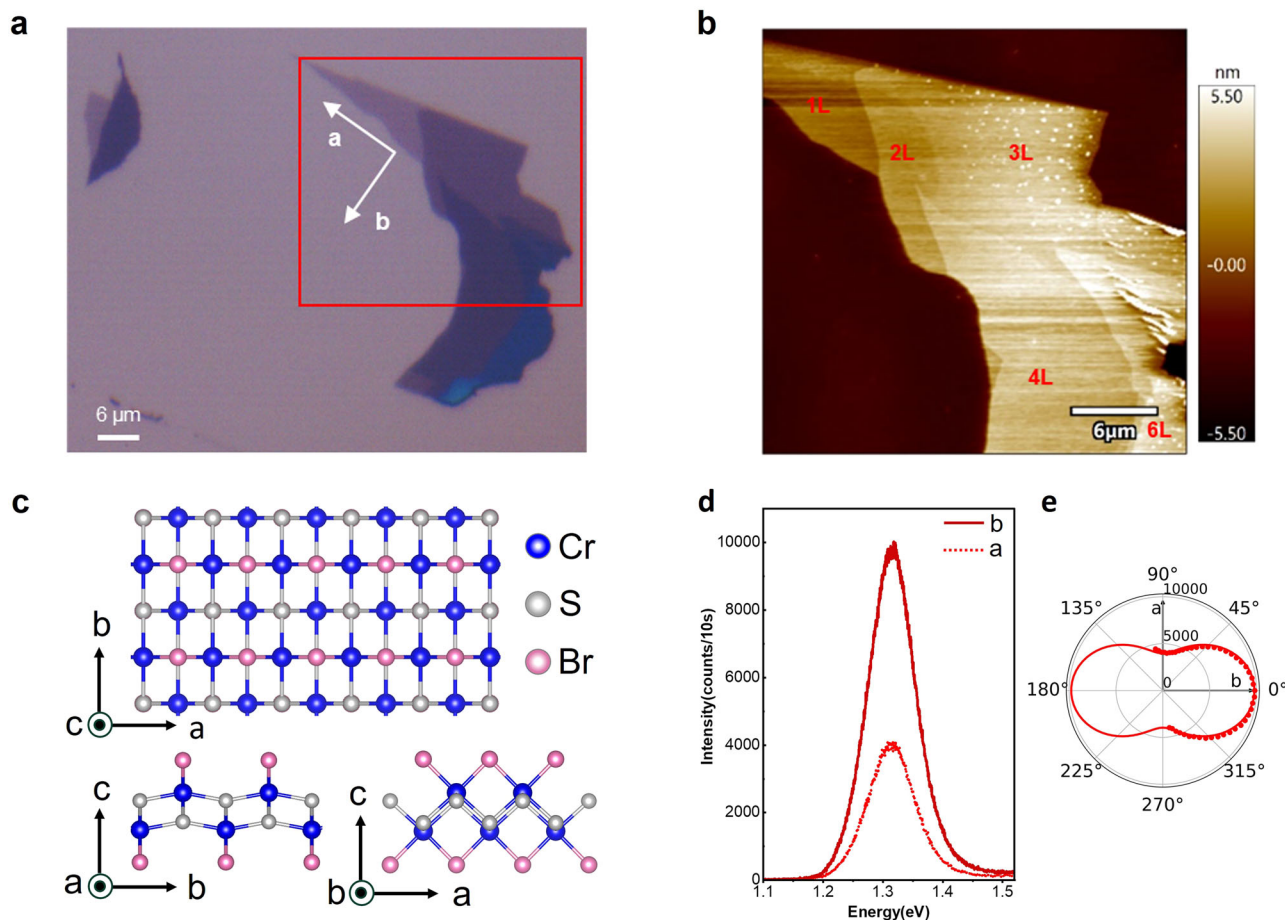 a
a
b
6 µm
b
1L
2L
3L
4L
6L
6µm
nm
5.50
-0.00
-5.50
c
Cr
S
Br
b
c
a
c
a
b
c
b
a
d
b
a
10000
8000
6000
4000
2000
0
1.1
1.2
1.3
1.4
1.5
Intensity(counts/10s)
Energy(eV)
e
90°
10000
135°
a
45°
5000
180°
0
b
0°
225°
315°
270°